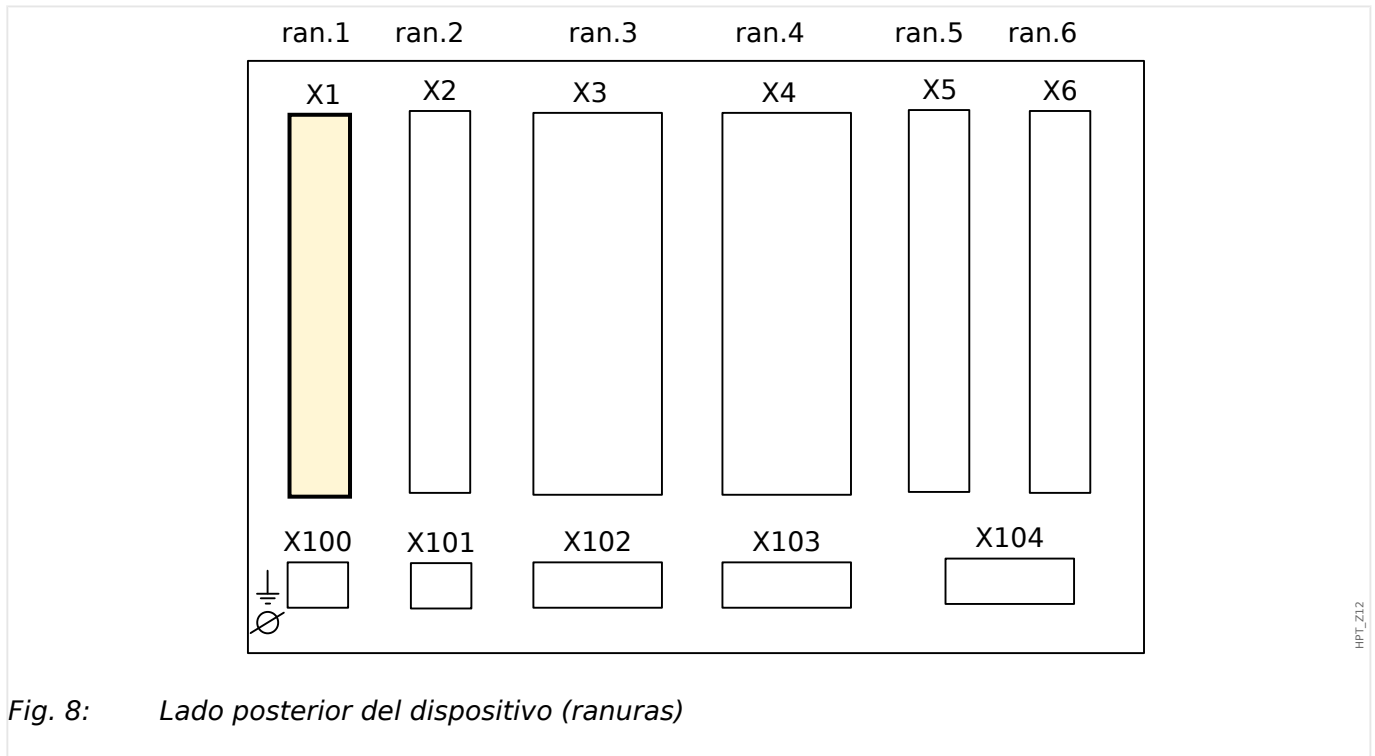 ran.1 ran.2 ran.3 ran.4 ran.5 ran.6
X1 X2 X3 X4 X5 X6
X100 X101 X102 X103 X104
HPT_Z12
Fig. 8: Lado posterior del dispositivo (ranuras)